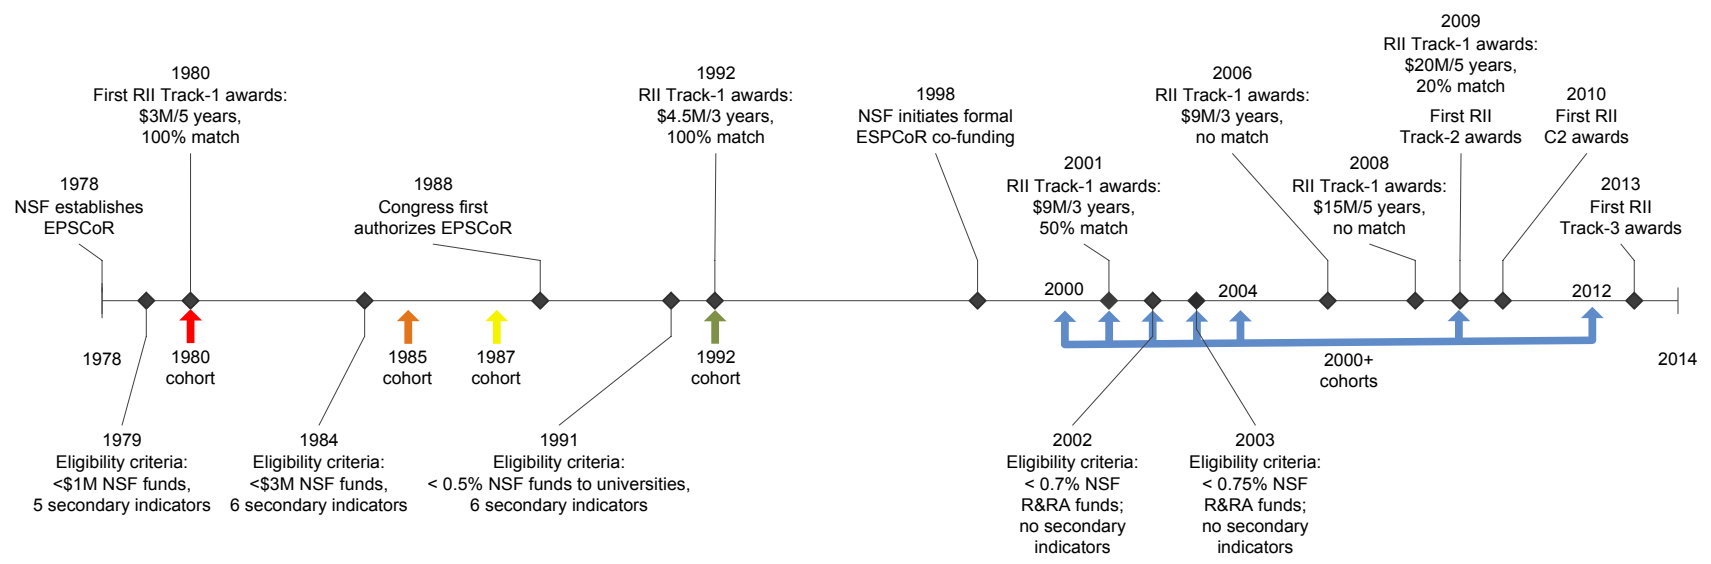 1980
First RII Track-1 awards:
$3M/5 years,
100% match
1992
RII Track-1 awards:
$4.5M/3 years,
100% match
1998
NSF initiates formal
ESPCoR co-funding
2006
RII Track-1 awards:
$9M/3 years,
no match
2009
RII Track-1 awards:
$20M/5 years,
20% match
First RII
Track-2 awards
2010
First RII
C2 awards
1978
NSF establishes
EPSCoR
1988
Congress first
authorizes EPSCoR
2001
RII Track-1 awards:
$9M/3 years,
50% match
2008
RII Track-1 awards:
$15M/5 years,
no match
2013
First RII
Track-3 awards
2000
2004
2012
1978
1980
cohort
1985
cohort
1987
cohort
1992
cohort
2000+
cohorts
2014
1979
Eligibility criteria:
<$1M NSF funds,
5 secondary indicators
1984
Eligibility criteria:
<$3M NSF funds,
6 secondary indicators
1991
Eligibility criteria:
< 0.5% NSF funds to universities,
6 secondary indicators
2002
Eligibility criteria:
< 0.7% NSF
R&RA funds;
no secondary
indicators
2003
Eligibility criteria:
< 0.75% NSF
R&RA funds;
no secondary
indicators